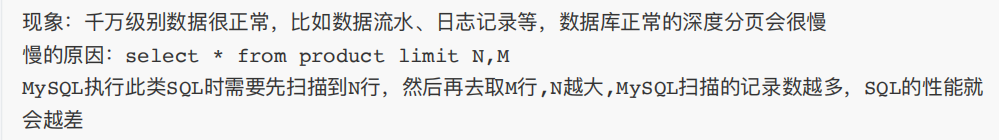 现象：千万级别数据很正常，比如数据流水、日志记录等，数据库正常的深度分页会很慢
慢的原因：select * from product limit N,M
MySQL执行此类SQL时需要先扫描到N行，然后再去取M行,N越大,MySQL扫描的记录数越多，SQL的性能就
会越差